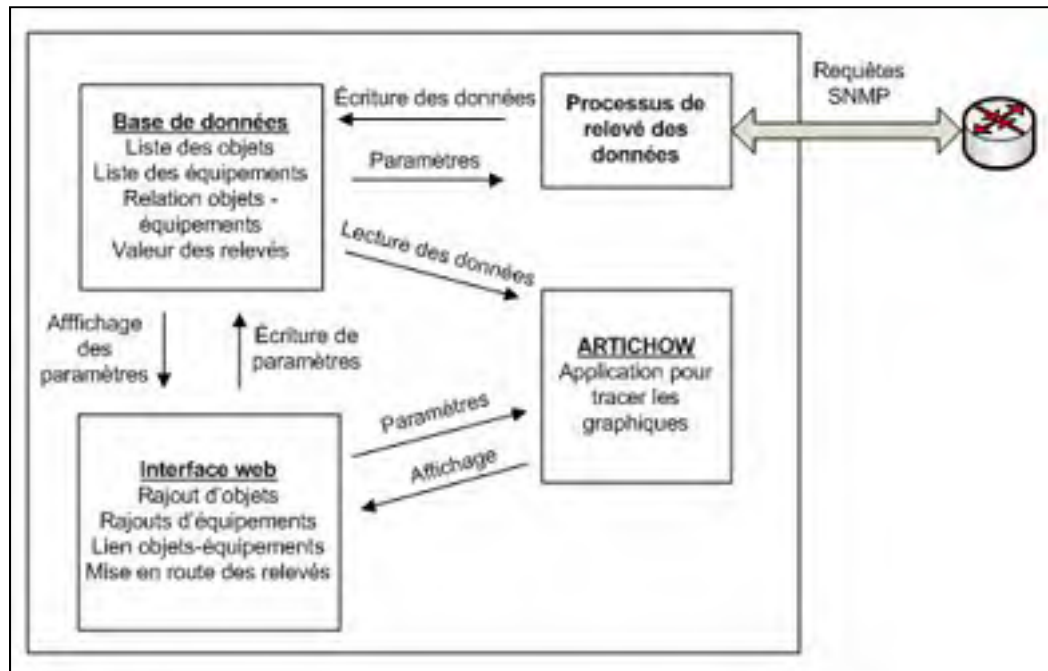 Base de données
Liste des objets
Liste des équipements
Relation objets -
équipements
Valeur des relevés
Écriture des données
Paramètres
Processus de
relevé des
données
Requêtes
SNMP
Lecture des données
Afffichage
des
paramètres
Écriture de
paramètres
ARTICHOW
Application pour
tracer les
graphiques
Paramètres
Affichage
Interface web
Rajout d'objets
Rajouts d'équipements
Lien objets-équipements
Mise en route des relevés